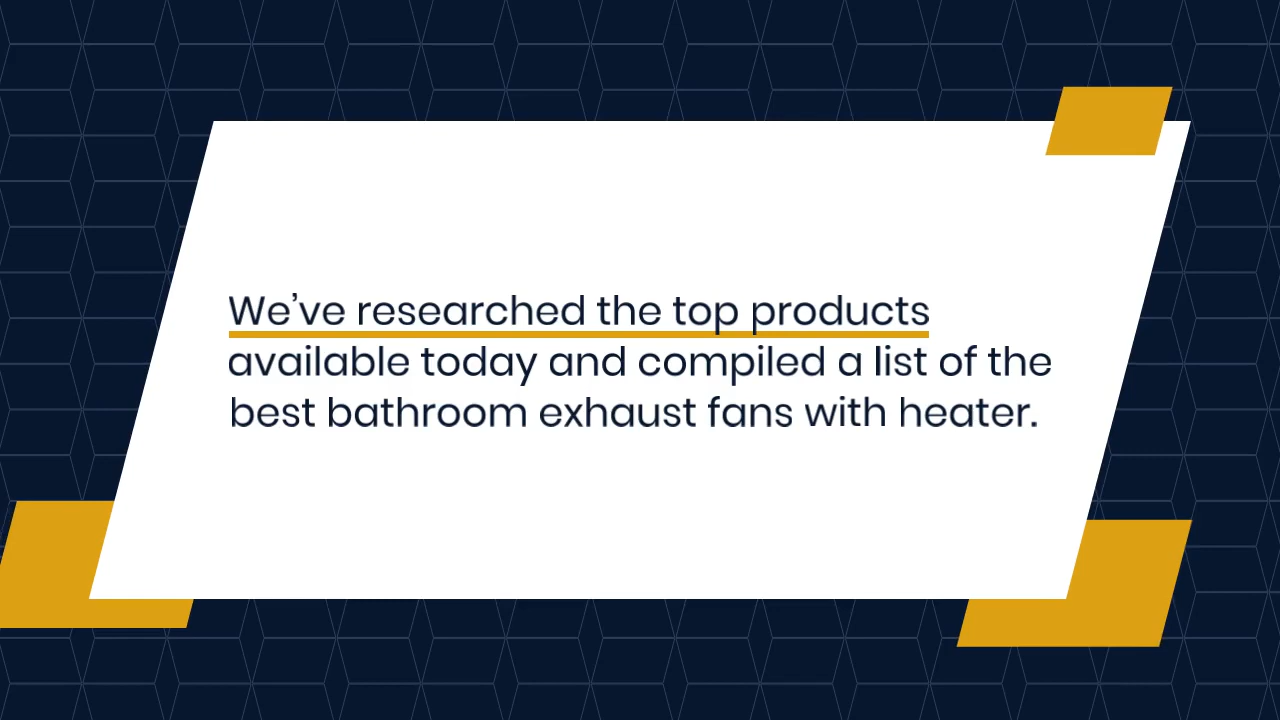 We’ve researched the top products
available today and compiled a list of the
best bathroom exhaust fans with heater.